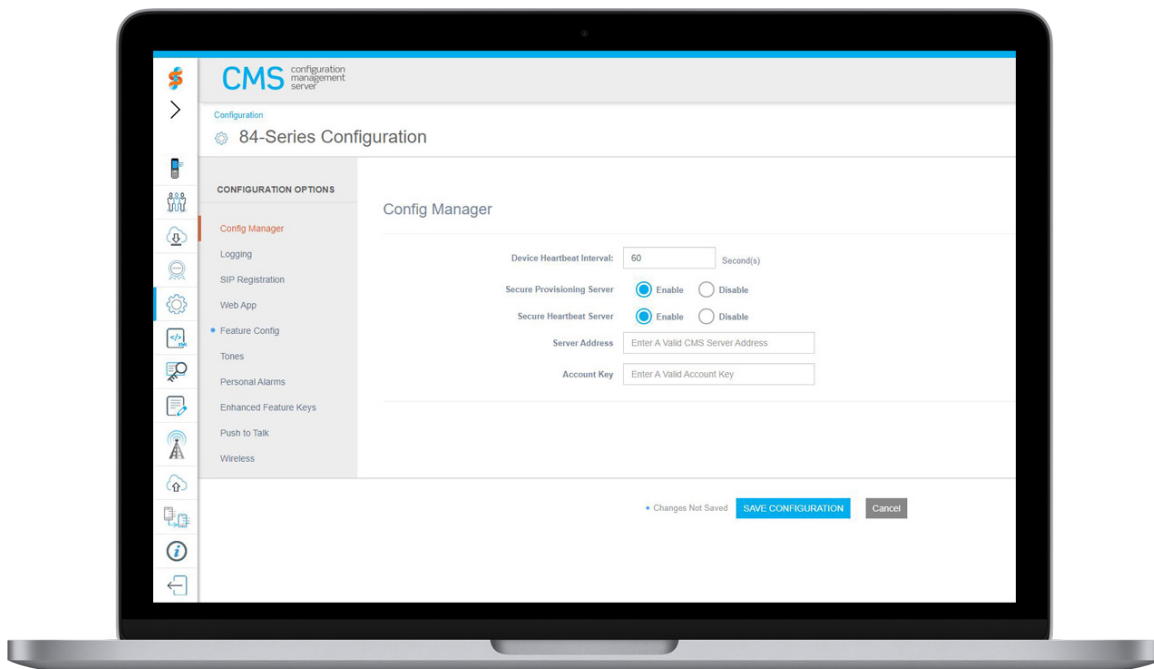 CMS configuration
management
server
Configuration
84-Series Configuration
CONFIGURATION OPTIONS
Config Manager
Logging
SIP Registration
Web App
Feature Config
Tones
Personal Alarms
Enhanced Feature Keys
Push to Talk
Wireless
Config Manager
Device Heartbeat Interval: 60 Second(s)
Secure Provisioning Server Enable Disable
Secure Heartbeat Server Enable Disable
Server Address Enter A Valid CMS Server Address
Account Key Enter A Valid Account Key
• Changes Not Saved SAVE CONFIGURATION Cancel